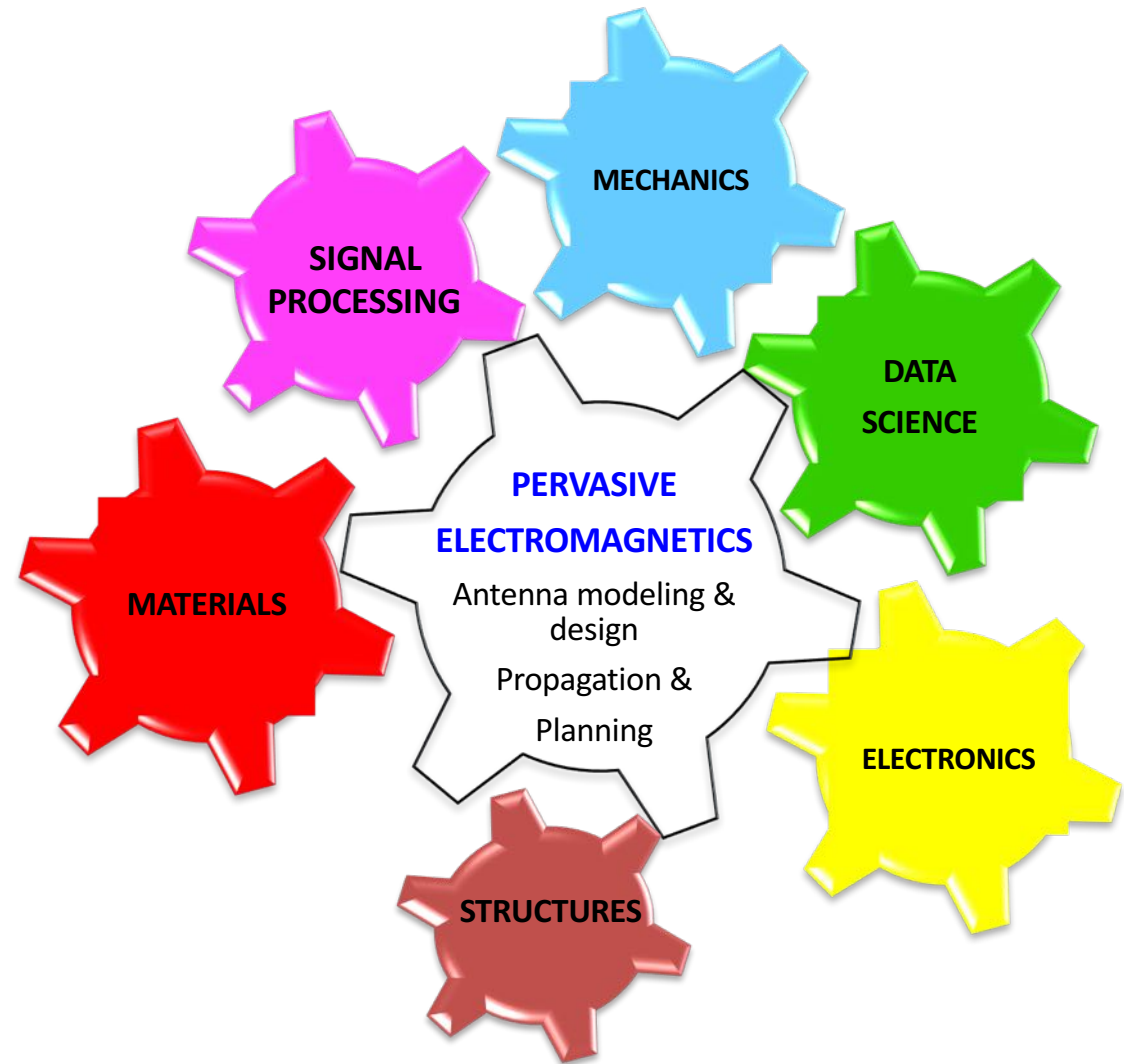 MECHANICS
SIGNAL
PROCESSING
DATA
SCIENCE
PERVASIVE
ELECTROMAGNETICS
Antenna modeling &
design
Propagation &
Planning
MATERIALS
ELECTRONICS
STRUCTURES